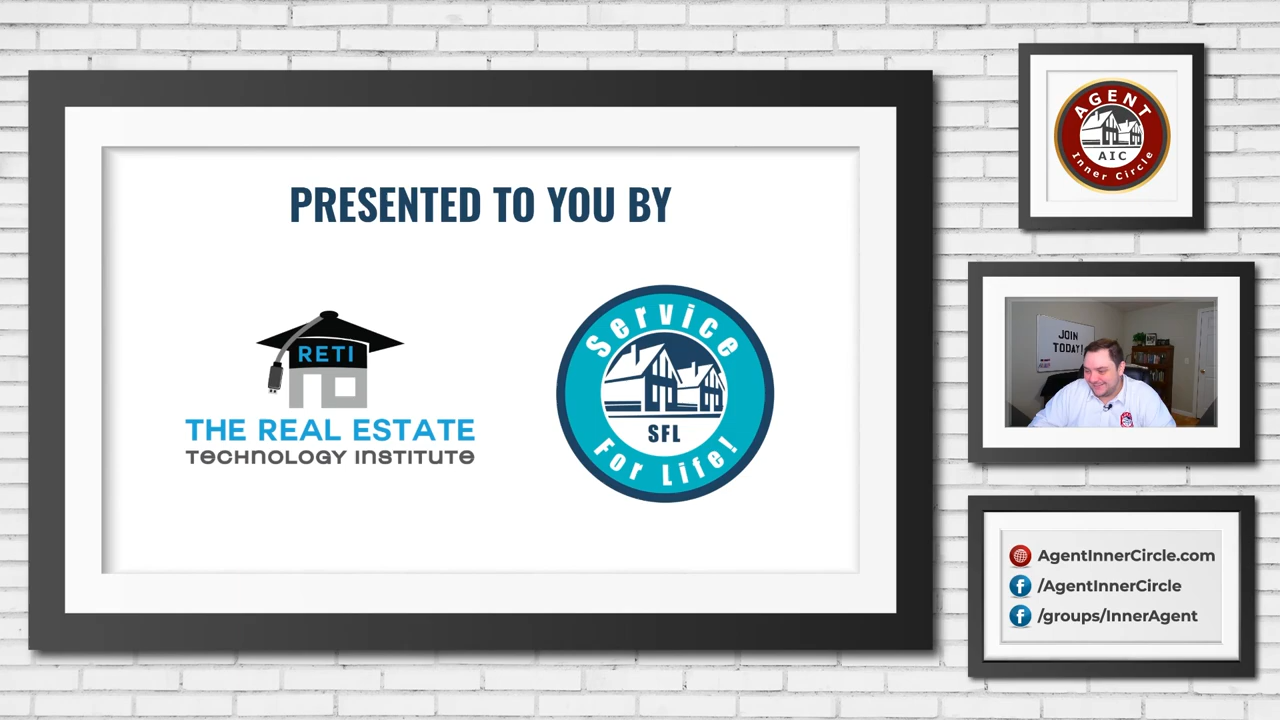 PRESENTED TO YOU BY
RETI
THE REAL ESTATE
TECHNOLOGY INSTITUTE
Service
SFL
For Life!
AGENT
AIC
Inner Circle
JOIN
TODAY!
AgentInnerCircle.com
/AgentInnerCircle
/groups/InnerAgent